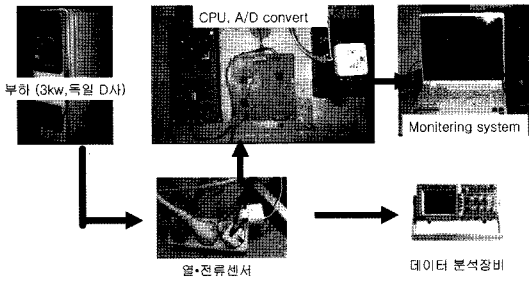 CPU, A/D convert
부하 (3kw,독일 D사)
Monitering system
열•전류센서
데이터 분석장비